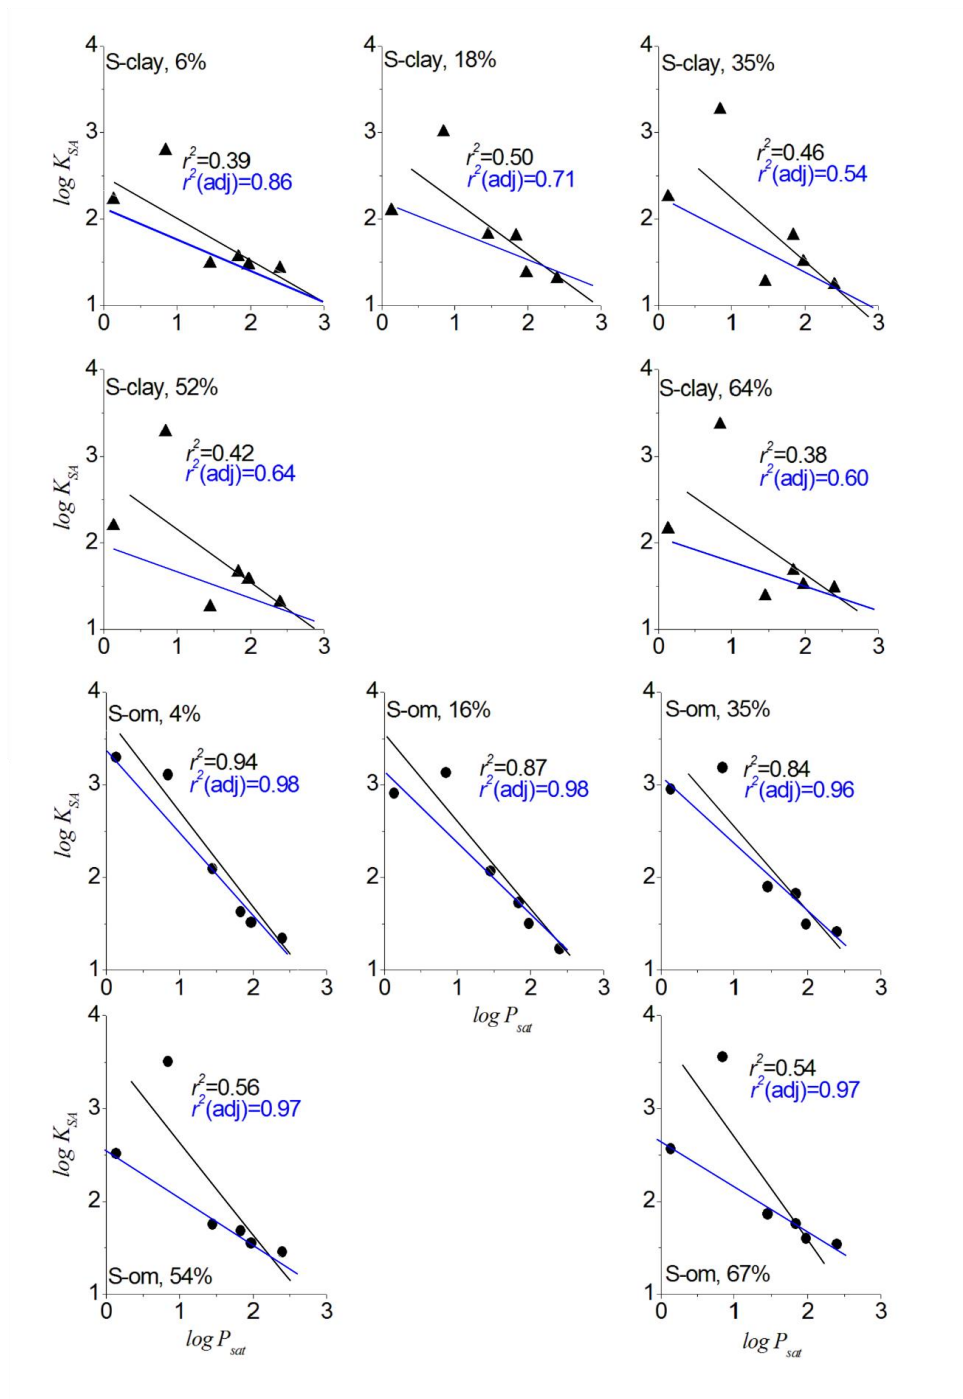 S-clay, 6%
r²=0.39
r²(adj)=0.86
log K_SA
4
3
2
1
0 1 2 3
S-clay, 18%
r²=0.50
r²(adj)=0.71
4
3
2
1
0 1 2 3
S-clay, 35%
r²=0.46
r²(adj)=0.54
4
3
2
1
0 1 2 3
S-clay, 52%
r²=0.42
r²(adj)=0.64
log K_SA
4
3
2
1
0 1 2 3
S-clay, 64%
r²=0.38
r²(adj)=0.60
4
3
2
1
0 1 2 3
S-om, 4%
r²=0.94
r²(adj)=0.98
log K_SA
4
3
2
1
0 1 2 3
S-om, 16%
r²=0.87
r²(adj)=0.98
4
3
2
1
0 1 2 3
log P_sat
S-om, 35%
r²=0.84
r²(adj)=0.96
4
3
2
1
0 1 2 3
r²=0.56
r²(adj)=0.97
log K_SA
S-om, 54%
4
3
2
1
0 1 2 3
log P_sat
r²=0.54
r²(adj)=0.97
S-om, 67%
4
3
2
1
0 1 2 3
log P_sat